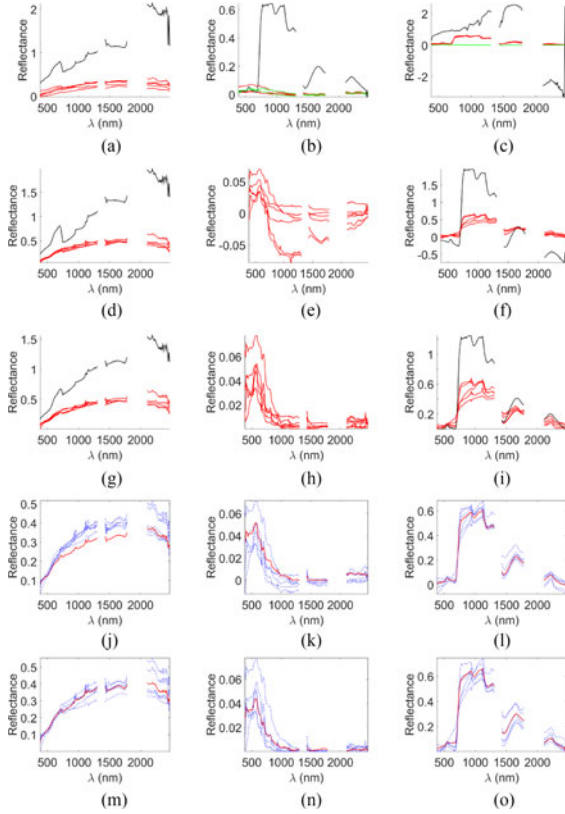 Reflectance
2
1
0
500 1000 1500 2000
λ (nm)
(a)
Reflectance
0.6
0.4
0.2
0
500 1000 1500 2000
λ (nm)
(b)
Reflectance
2
0
-2
500 1000 1500 2000
λ (nm)
(c)
Reflectance
1.5
1
0.5
500 1000 1500 2000
λ (nm)
(d)
Reflectance
0.05
0
-0.05
500 1000 1500 2000
λ (nm)
(e)
Reflectance
1.5
1
0.5
0
-0.5
500 1000 1500 2000
λ (nm)
(f)
Reflectance
1.5
1
0.5
500 1000 1500 2000
λ (nm)
(g)
Reflectance
0.06
0.04
0.02
500 1000 1500 2000
λ (nm)
(h)
Reflectance
1
0.6
0.2
500 1000 1500 2000
λ (nm)
(i)
Reflectance
0.5
0.4
0.3
0.2
0.1
500 1000 1500 2000
λ (nm)
(j)
Reflectance
0.06
0.04
0.02
0
500 1000 1500 2000
λ (nm)
(k)
Reflectance
0.6
0.4
0.2
0
500 1000 1500 2000
λ (nm)
(l)
Reflectance
0.5
0.4
0.3
0.2
0.1
500 1000 1500 2000
λ (nm)
(m)
Reflectance
0.06
0.04
0.02
500 1000 1500 2000
λ (nm)
(n)
Reflectance
0.6
0.4
0.2
500 1000 1500 2000
λ (nm)
(o)